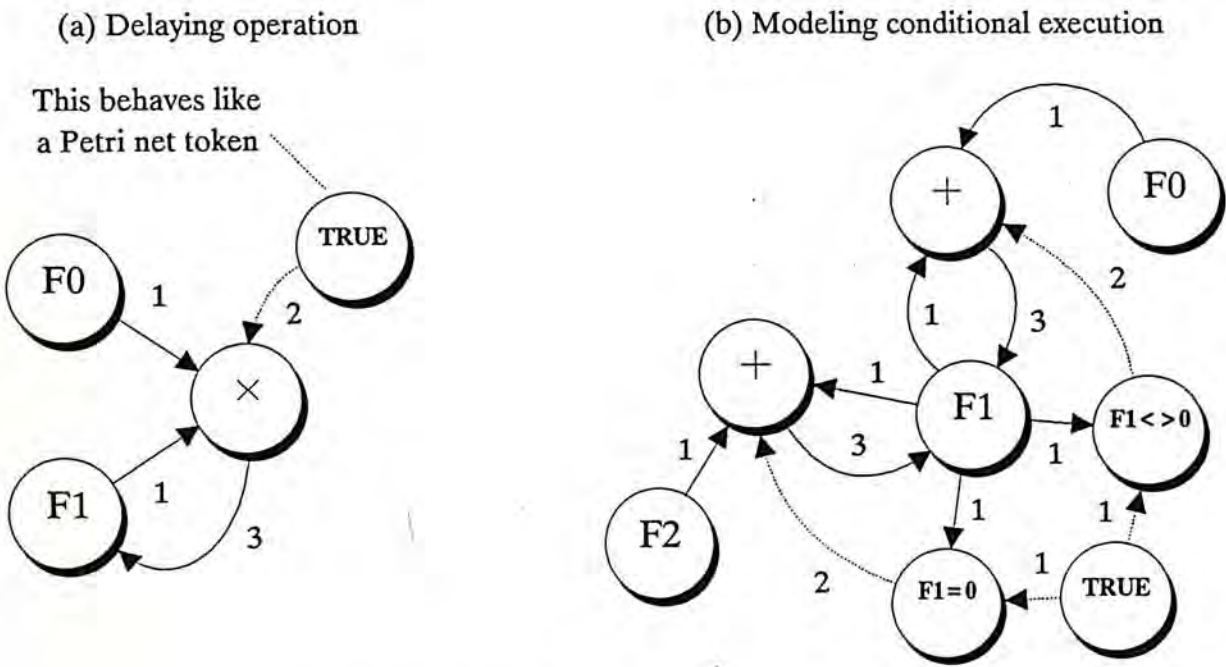 (a) Delaying operation
This behaves like
a Petri net token
TRUE
F0
1
2
×
F1
1
3
(b) Modeling conditional execution
1
+
F0
2
1
3
+
1
F1
F1<>0
1
3
1
F2
1
1
2
F1=0
1
TRUE